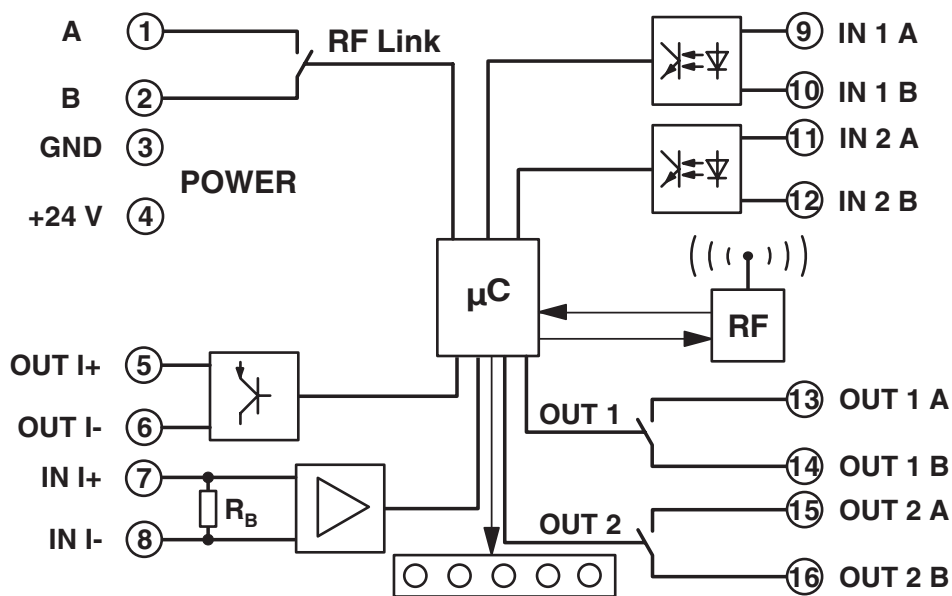 A 1
RF Link
B 2
GND 3
POWER
+24 V 4
9 IN 1 A
10 IN 1 B
11 IN 2 A
12 IN 2 B
µC
RF
OUT I+ 5
OUT I- 6
IN I+ 7
R_B
IN I- 8
OUT 1
13 OUT 1 A
14 OUT 1 B
OUT 2
15 OUT 2 A
16 OUT 2 B